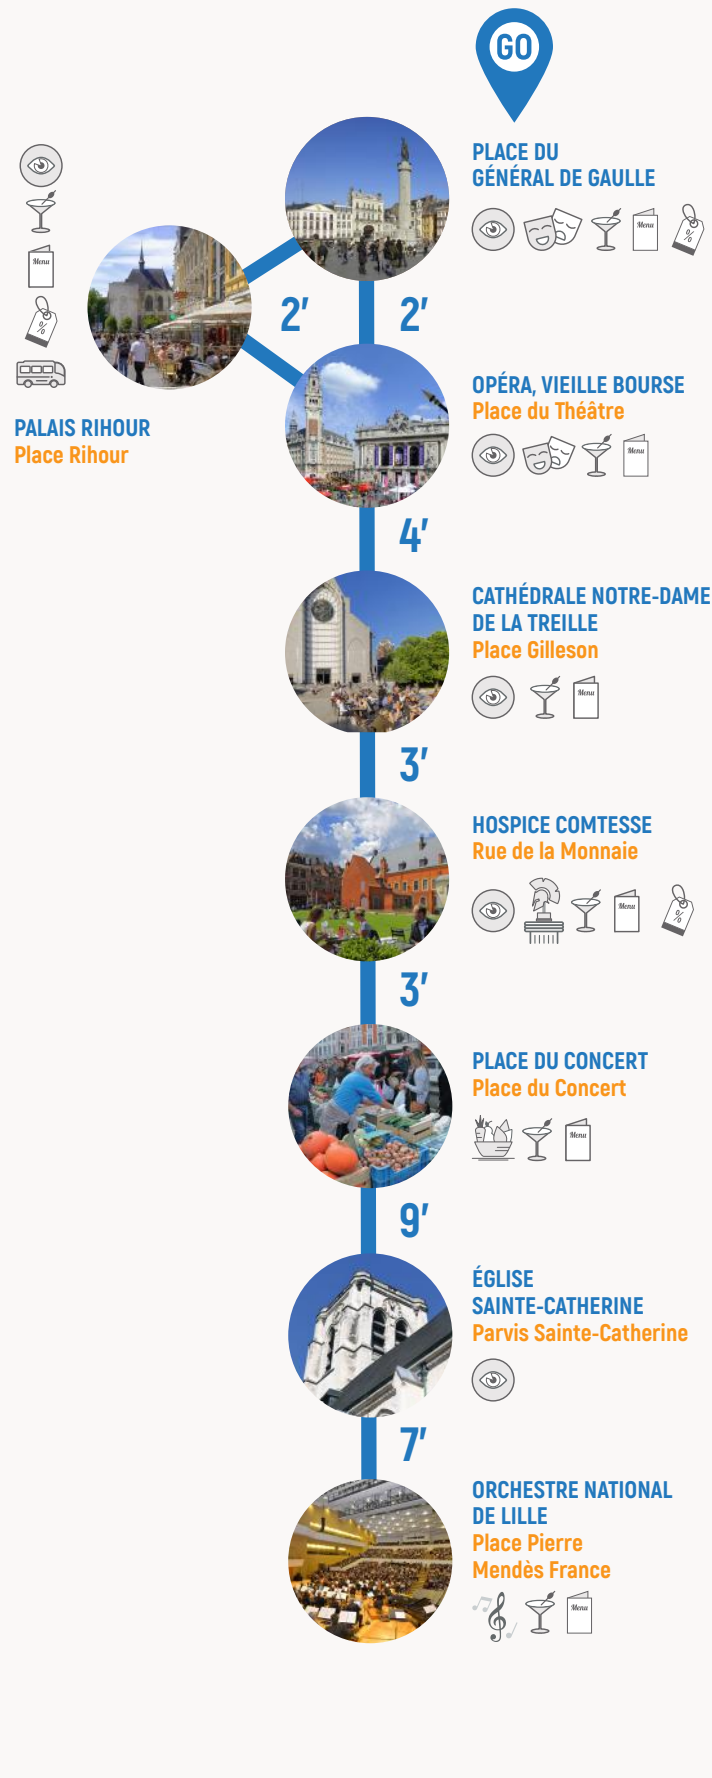 GO
PLACE DU
GÉNÉRAL DE GAULLE
Menu
%
Menu
%
PALAIS RIHOUR
Place Rihour
2'
2'
OPÉRA, VIEILLE BOURSE
Place du Théâtre
Menu
4'
CATHÉDRALE NOTRE-DAME
DE LA TREILLE
Place Gilleson
Menu
3'
HOSPICE COMTESSE
Rue de la Monnaie
Menu
%
3'
PLACE DU CONCERT
Place du Concert
Menu
9'
ÉGLISE
SAINTE-CATHERINE
Parvis Sainte-Catherine
7'
ORCHESTRE NATIONAL
DE LILLE
Place Pierre
Mendès France
Menu